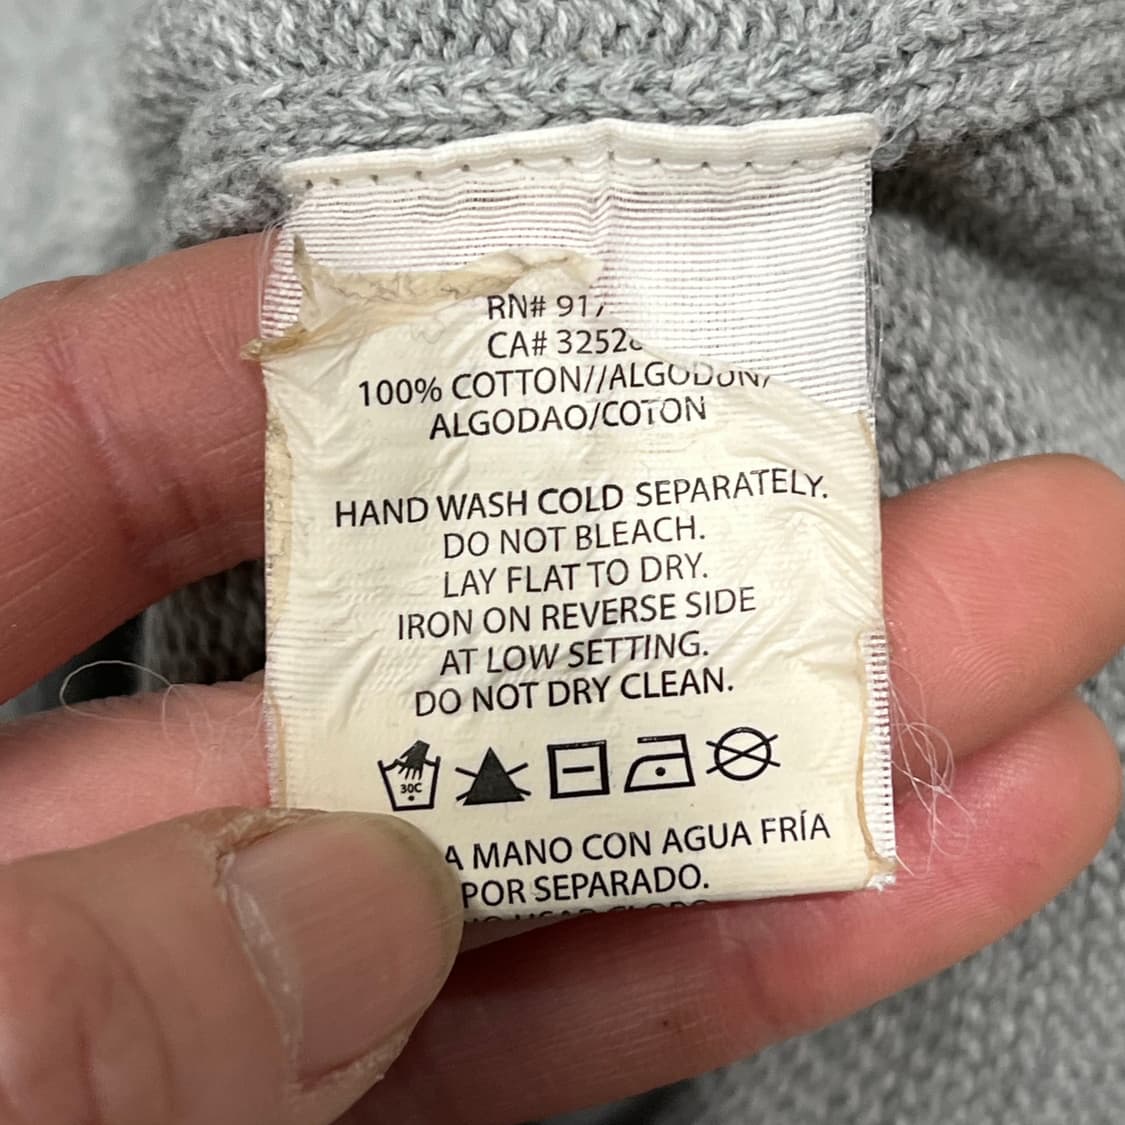 RN# 917
CA# 3252
100% COTTON//ALGODON/
ALGODAO/COTON
HAND WASH COLD SEPARATELY.
DO NOT BLEACH.
LAY FLAT TO DRY.
IRON ON REVERSE SIDE
AT LOW SETTING.
DO NOT DRY CLEAN.
30C
A MANO CON AGUA FRÍA
POR SEPARADO.